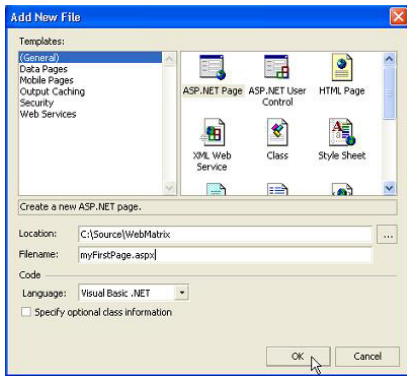 Add New File
Templates:
(General)
Data Pages
Mobile Pages
Output Caching
Security
Web Services
ASP.NET Page
ASP.NET User Control
HTML Page
XML Web Service
Class
Style Sheet
Create a new ASP.NET page.
Location: C:\Source\WebMatrix ...
Filename: myFirstPage.aspx
Code
Language: Visual Basic .NET
Specify optional class information
OK Cancel